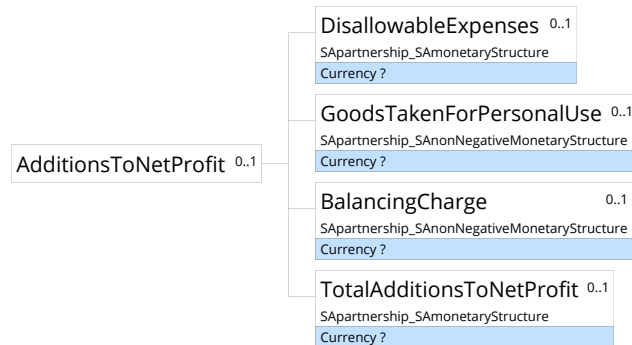 DisallowableExpenses 0..1
SApartnership_SAmonetaryStructure
Currency ?
GoodsTakenForPersonalUse 0..1
SApartnership_SAnonNegativeMonetaryStructure
Currency ?
AdditionsToNetProfit 0..1
BalancingCharge 0..1
SApartnership_SAnonNegativeMonetaryStructure
Currency ?
TotalAdditionsToNetProfit 0..1
SApartnership_SAmonetaryStructure
Currency ?